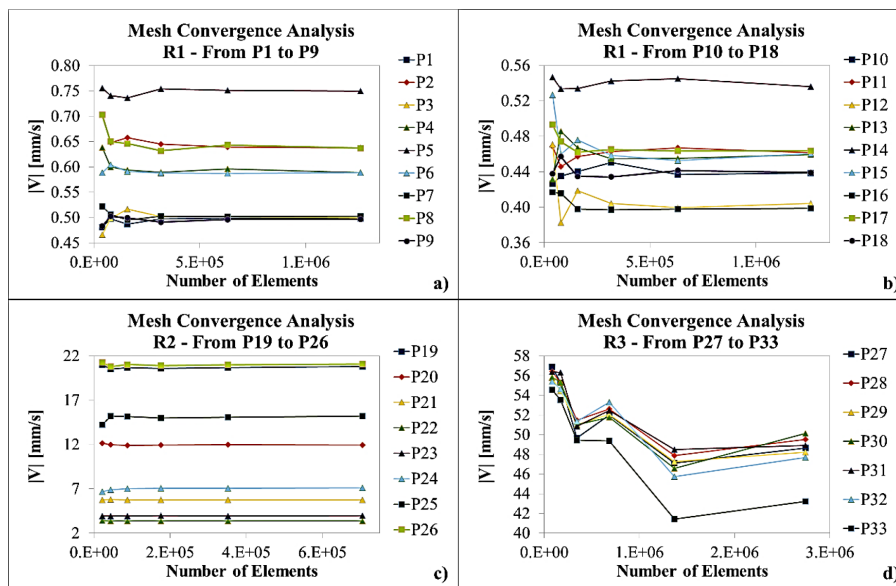 Mesh Convergence Analysis
R1 - From P1 to P9
|V| [mm/s]
0.80
0.75
0.70
0.65
0.60
0.55
0.50
0.45
0.E+00
5.E+05
1.E+06
Number of Elements
P1
P2
P3
P4
P5
P6
P7
P8
P9
a)
Mesh Convergence Analysis
R1 - From P10 to P18
|V| [mm/s]
0.56
0.52
0.48
0.44
0.40
0.36
0.E+00
5.E+05
1.E+06
Number of Elements
P10
P11
P12
P13
P14
P15
P16
P17
P18
b)
Mesh Convergence Analysis
R2 - From P19 to P26
|V| [mm/s]
22
17
12
7
2
0.E+00
2.E+05
4.E+05
6.E+05
Number of Elements
P19
P20
P21
P22
P23
P24
P25
P26
c)
Mesh Convergence Analysis
R3 - From P27 to P33
|V| [mm/s]
58
56
54
52
50
48
46
44
42
40
0.E+00
1.E+06
2.E+06
3.E+06
Number of Elements
P27
P28
P29
P30
P31
P32
P33
d)